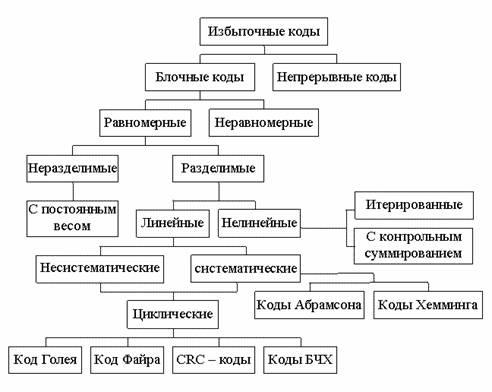 Избыточные коды
Блочные коды
Непрерывные коды
Равномерные
Неравномерные
Неразделимые
Разделимые
С постоянным
весом
Линейные
Нелинейные
Итерированные
С контрольным
суммированием
Несистематические
систематические
Циклические
Коды Абрамсона
Коды Хемминга
Код Голея
Код Файра
CRC – коды
Коды БЧХ